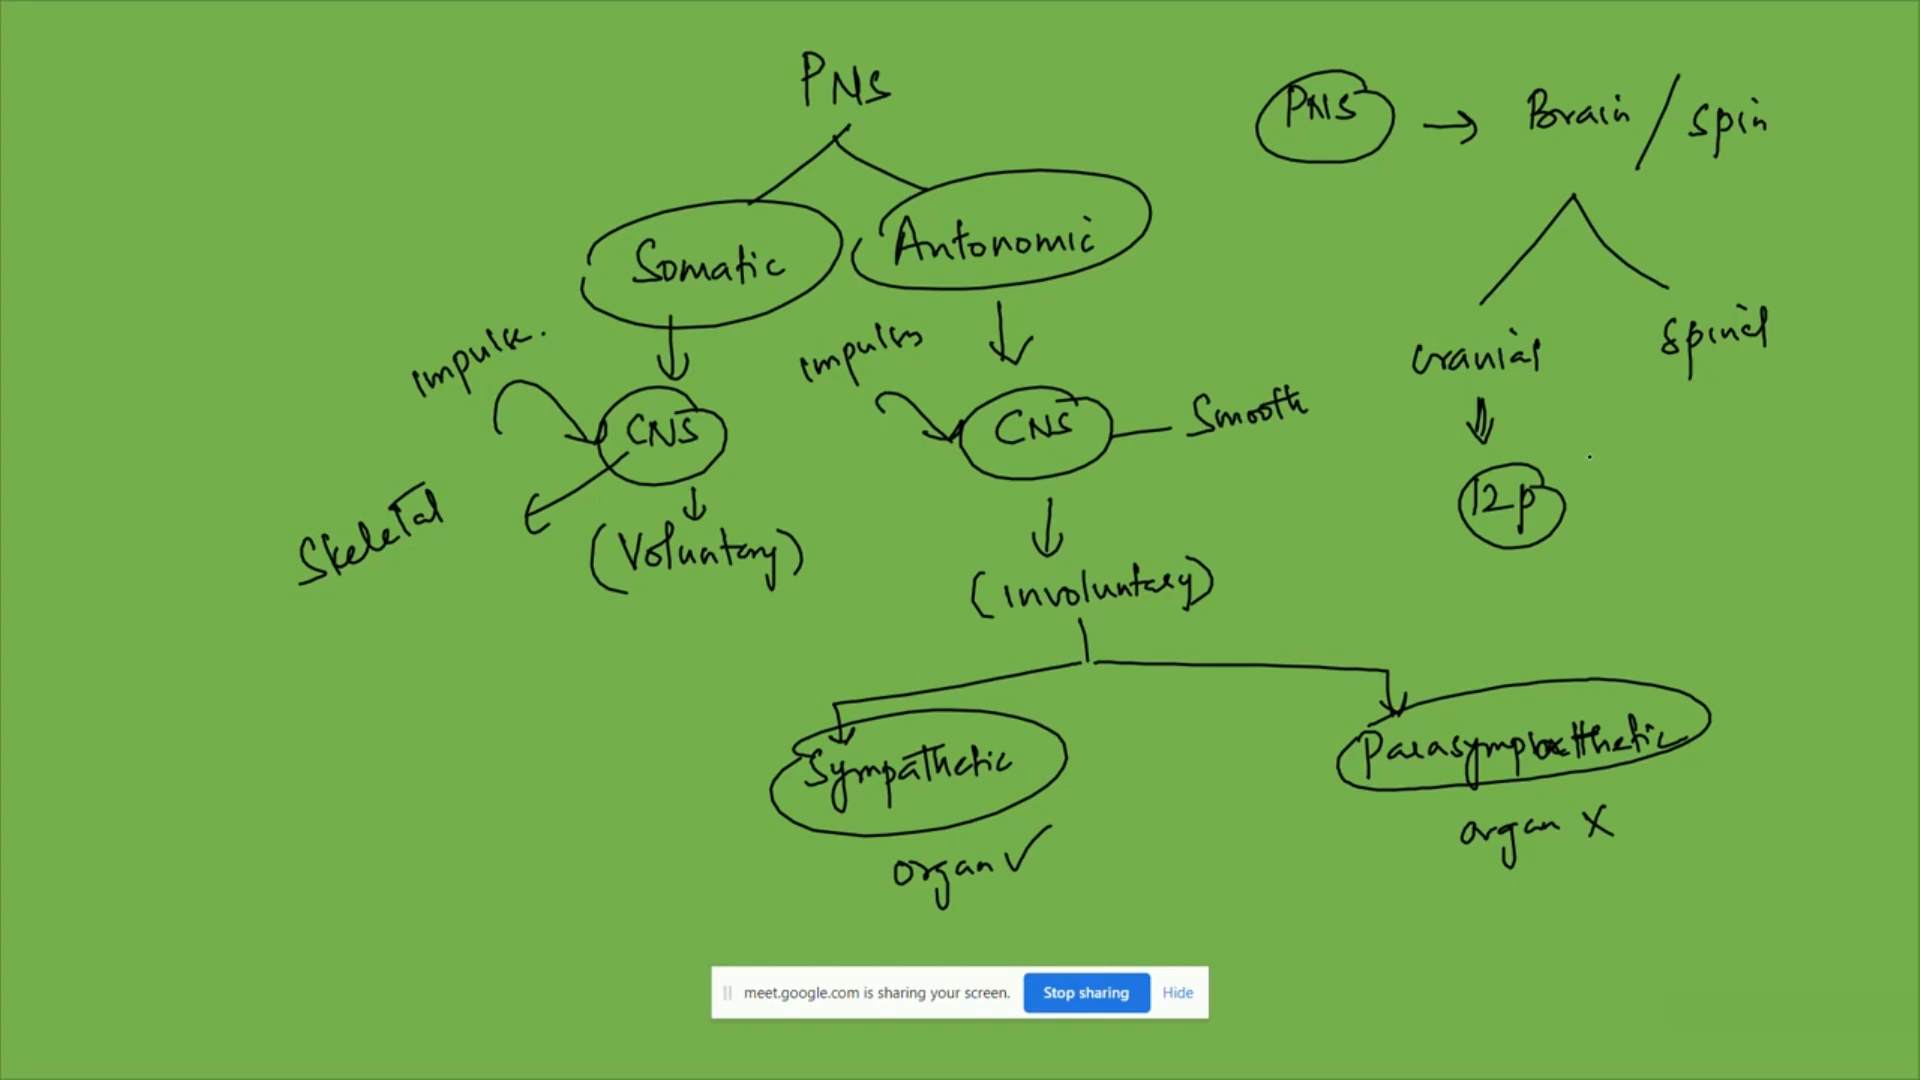 PNS
Somatic
Autonomic
impulse.
impulses
CNS
CNS
Smooth
Skeletal
(Voluntary)
(involuntary)
Sympathetic
organ ✓
Parasympathetic
organ X
PNS → Brain / spin
cranial
spinal
12p
meet.google.com is sharing your screen. Stop sharing Hide